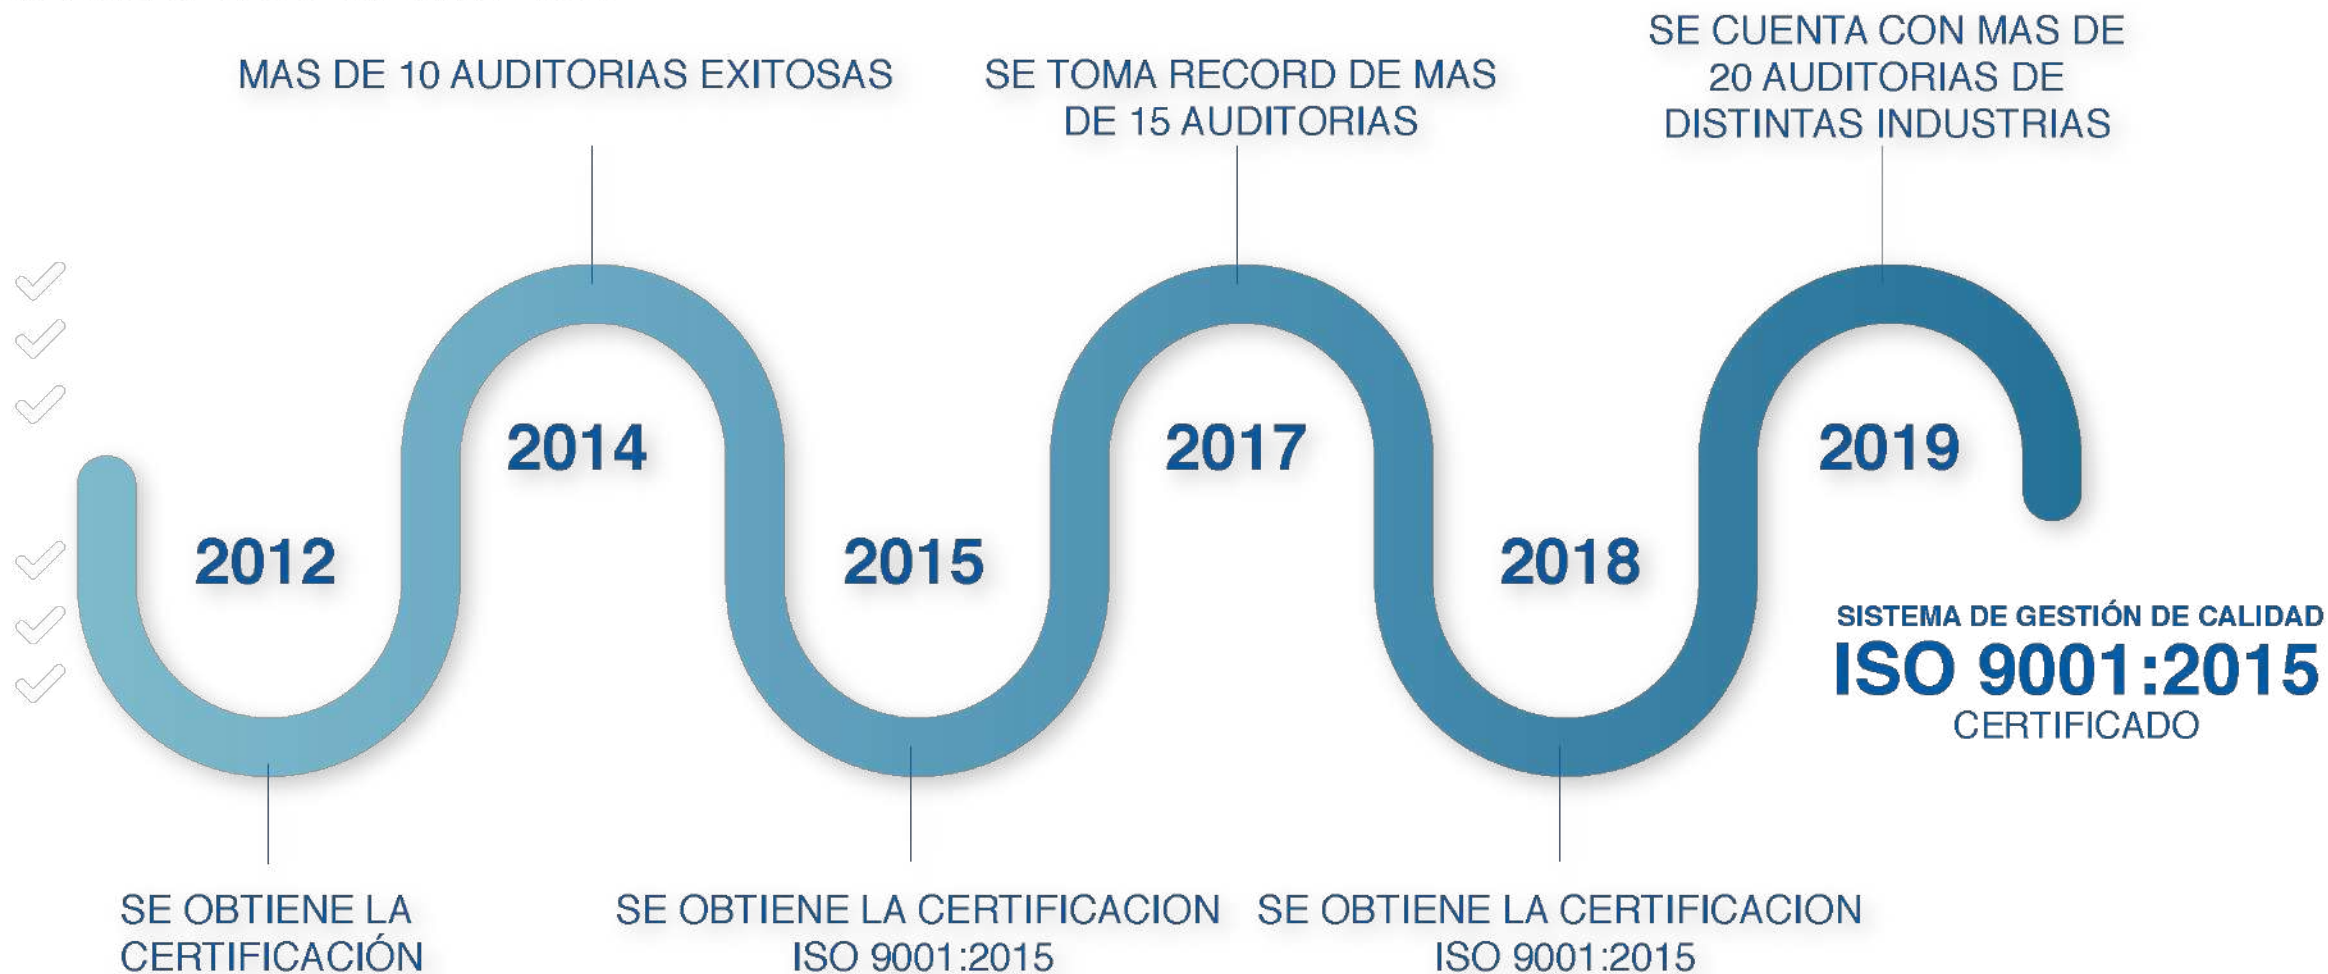 MAS DE 10 AUDITORIAS EXITOSAS
SE TOMA RECORD DE MAS
DE 15 AUDITORIAS
SE CUENTA CON MAS DE
20 AUDITORIAS DE
DISTINTAS INDUSTRIAS
2014
2017
2019
2012
2015
2018
SISTEMA DE GESTIÓN DE CALIDAD
ISO 9001:2015
CERTIFICADO
SE OBTIENE LA
CERTIFICACIÓN
SE OBTIENE LA CERTIFICACION
ISO 9001:2015
SE OBTIENE LA CERTIFICACION
ISO 9001:2015